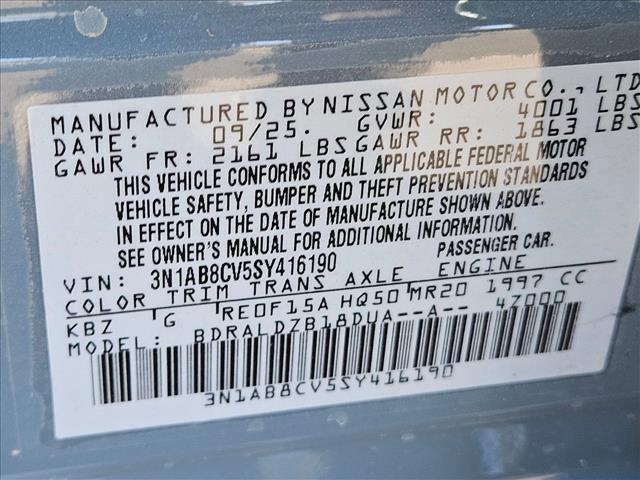 MANUFACTURED BY NISSAN MOTOR CO., LTD
DATE: 09/25. GVWR: 4001 LBS
GAWR FR: 2161 LBS GAWR RR: 1863 LBS
THIS VEHICLE CONFORMS TO ALL APPLICABLE FEDERAL MOTOR
VEHICLE SAFETY, BUMPER AND THEFT PREVENTION STANDARDS
IN EFFECT ON THE DATE OF MANUFACTURE SHOWN ABOVE.
SEE OWNER'S MANUAL FOR ADDITIONAL INFORMATION.
VIN: 3N1AB8CV5SY416190 PASSENGER CAR.
COLOR TRIM TRANS AXLE ENGINE
KBZ G RE0F15A HQ50 MR20 1997 CC
MODEL: BDRALDZB18DUA--A-- 47000
3N1AB8CV5SY416190